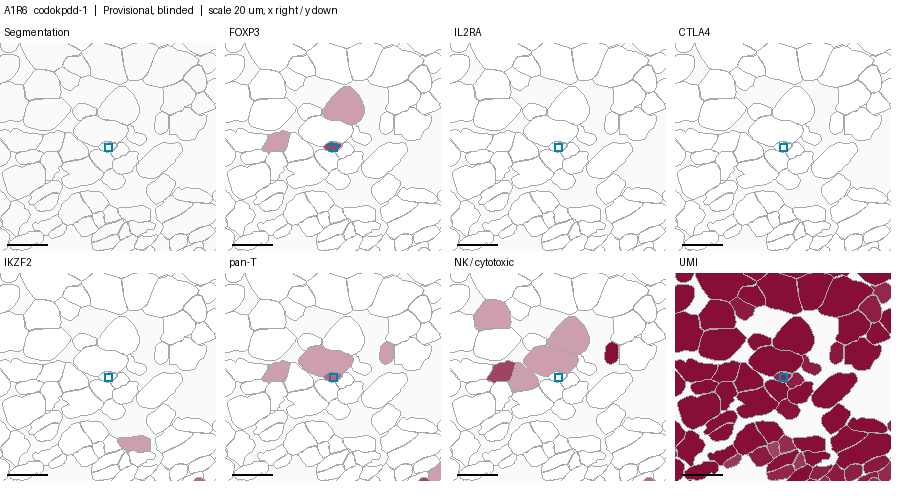 A1R6 codokpdd-1 | Provisional, blinded | scale 20 um, x right / y down
Segmentation FOXP3 IL2RA CTLA4
IKZF2 pan-T NK / cytotoxic UMI